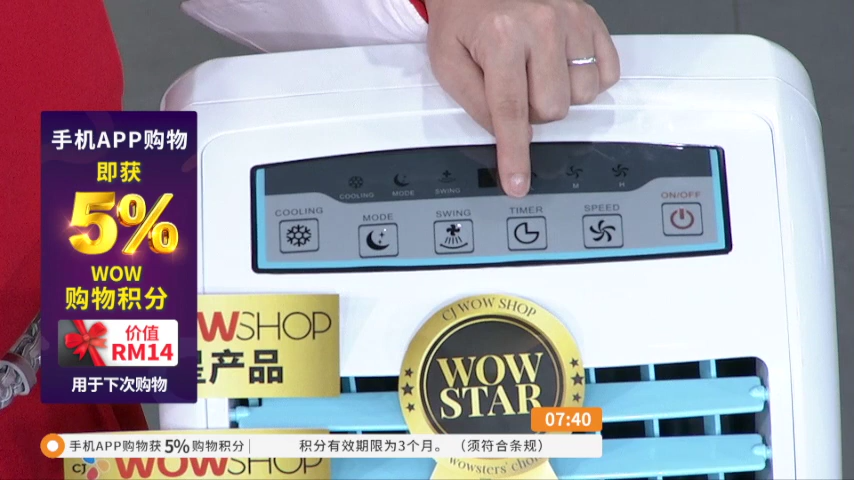 手机APP购物
即获
5%
WOW
购物积分
价值
RM14
用于下次购物
COOLING
MODE
SWING
M
H
COOLING
MODE
SWING
TIMER
SPEED
ON/OFF
WOWSHOP
星产品
CJ WOW SHOP
WOW
STAR
wowsters' choice
07:40
手机APP购物获5%购物积分
积分有效期限为3个月。 (须符合条规)
CJ WOWSHOP